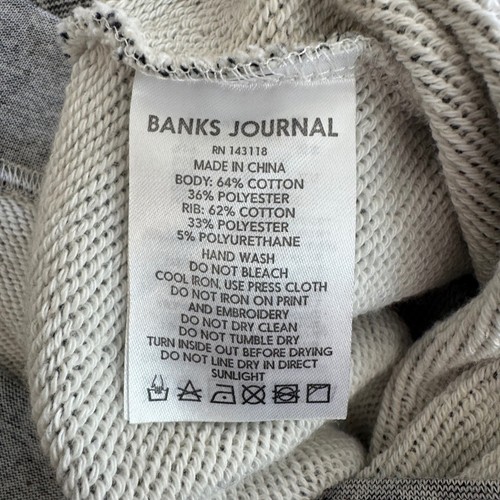 BANKS JOURNAL
RN 143118
MADE IN CHINA
BODY: 64% COTTON
36% POLYESTER
RIB: 62% COTTON
33% POLYESTER
5% POLYURETHANE
HAND WASH
DO NOT BLEACH
COOL IRON, USE PRESS CLOTH
DO NOT IRON ON PRINT
AND EMBROIDERY
DO NOT DRY CLEAN
DO NOT TUMBLE DRY
TURN INSIDE OUT BEFORE DRYING
DO NOT LINE DRY IN DIRECT
SUNLIGHT